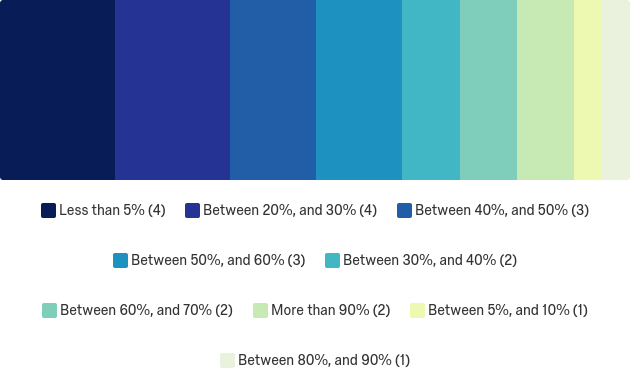 Less than 5% (4) Between 20%, and 30% (4) Between 40%, and 50% (3)
Between 50%, and 60% (3) Between 30%, and 40% (2)
Between 60%, and 70% (2) More than 90% (2) Between 5%, and 10% (1)
Between 80%, and 90% (1)